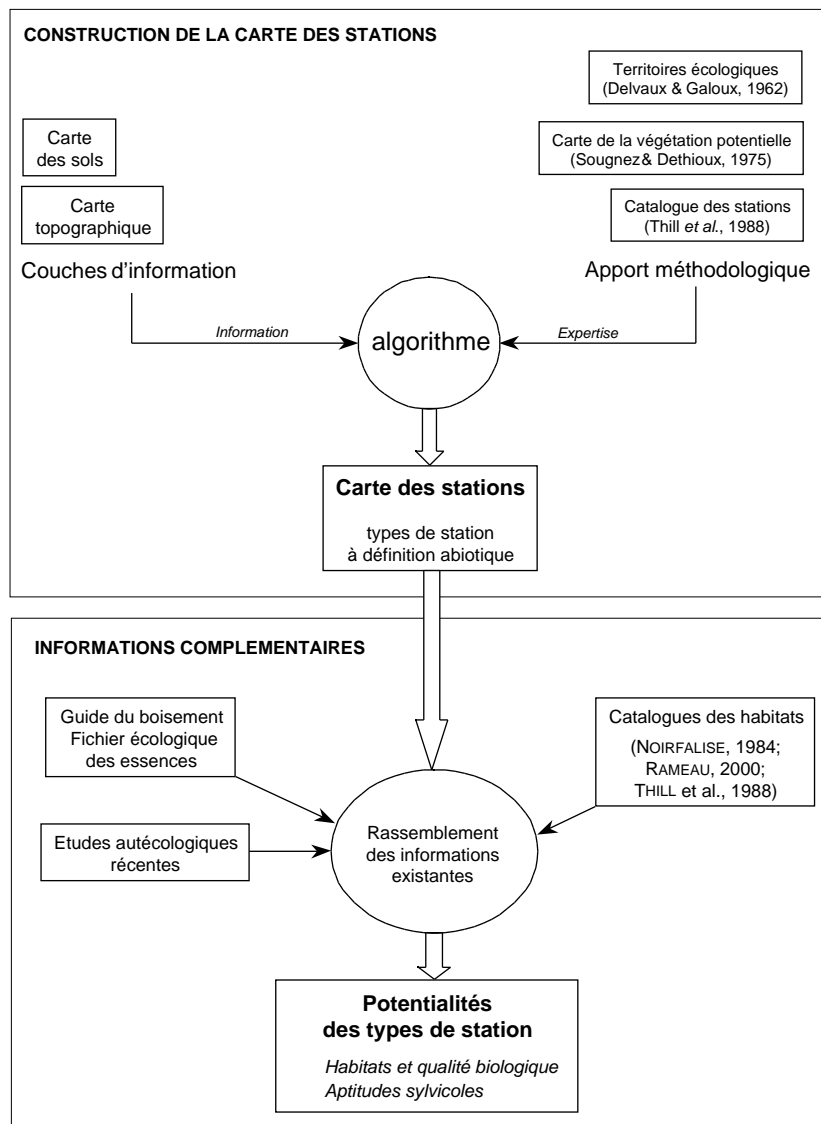 CONSTRUCTION DE LA CARTE DES STATIONS
Territoires écologiques
(Delvaux & Galoux, 1962)
Carte
des sols
Carte de la végétation potentielle
(Sougnez & Dethioux, 1975)
Carte
topographique
Catalogue des stations
(Thill et al., 1988)
Couches d'information
Apport méthodologique
Information
algorithme
Expertise
Carte des stations
types de station
à définition abiotique
INFORMATIONS COMPLEMENTAIRES
Guide du boisement
Fichier écologique
des essences
Catalogues des habitats
(NOIRFALISE, 1984;
RAMEAU, 2000;
THILL et al., 1988)
Etudes autécologiques
récentes
Rassemblement
des informations
existantes
Potentialités
des types de station
Habitats et qualité biologique
Aptitudes sylvicoles